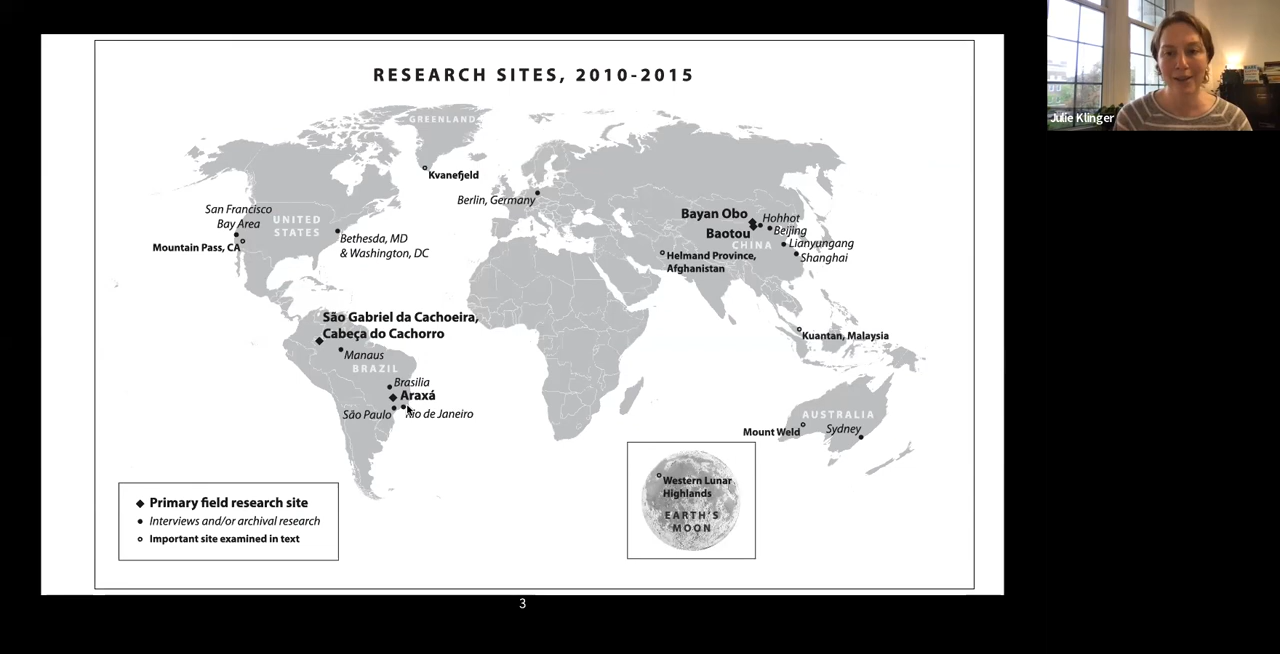 RESEARCH SITES, 2010-2015
GREENLAND
Kvanefjeld
Berlin, Germany
San Francisco
Bay Area
UNITED
STATES
Mountain Pass, CA
Bethesda, MD
& Washington, DC
Bayan Obo
Hohhot
Baotou
Beijing
CHINA
Lianyungang
Shanghai
Helmand Province,
Afghanistan
São Gabriel da Cachoeira,
Cabeça do Cachorro
Manaus
BRAZIL
Brasilia
Araxá
São Paulo
Rio de Janeiro
Kuantan, Malaysia
AUSTRALIA
Mount Weld
Sydney
Western Lunar
Highlands
EARTH'S
MOON
Primary field research site
Interviews and/or archival research
Important site examined in text
3
Julie Klinger